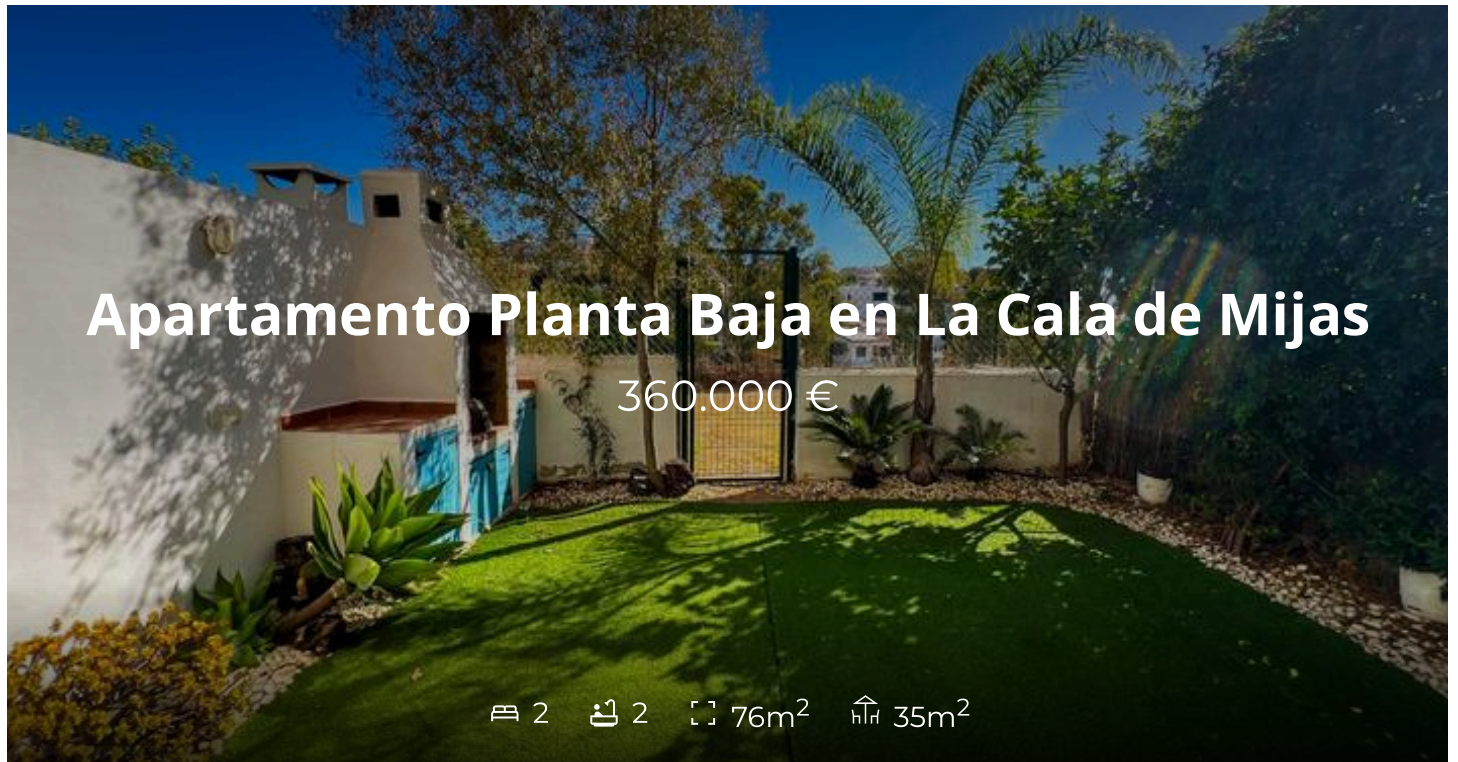 Apartamento Planta Baja en La Cala de Mijas
360.000 €
2 2 76m² 35m²